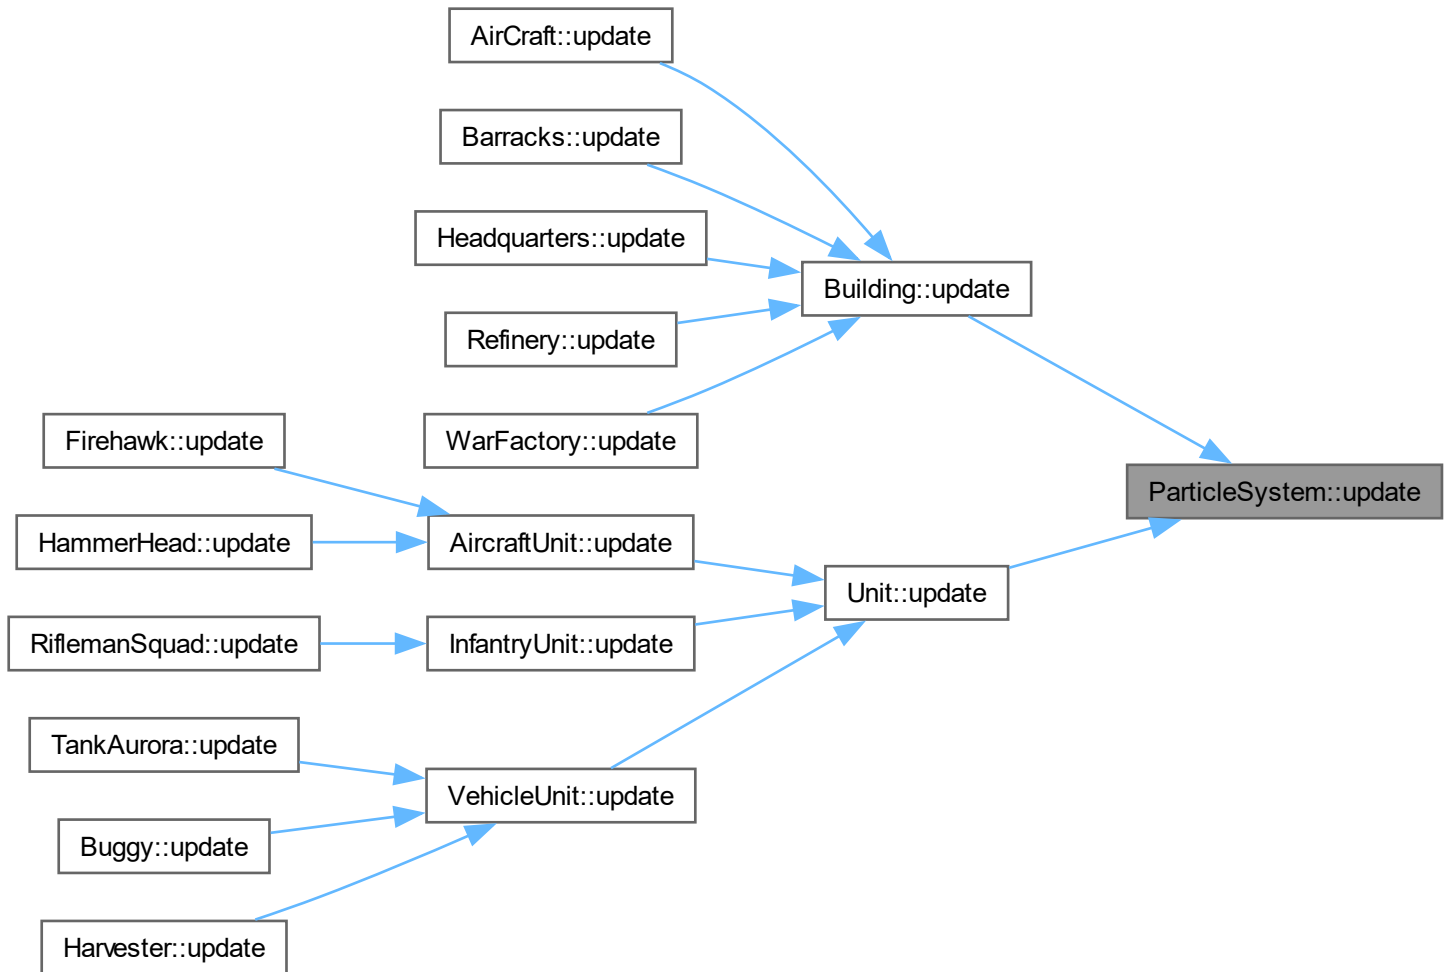 AirCraft::update
Barracks::update
Headquarters::update
Building::update
Refinery::update
Firehawk::update
WarFactory::update
ParticleSystem::update
HammerHead::update
AircraftUnit::update
Unit::update
RiflemanSquad::update
InfantryUnit::update
TankAurora::update
VehicleUnit::update
Buggy::update
Harvester::update